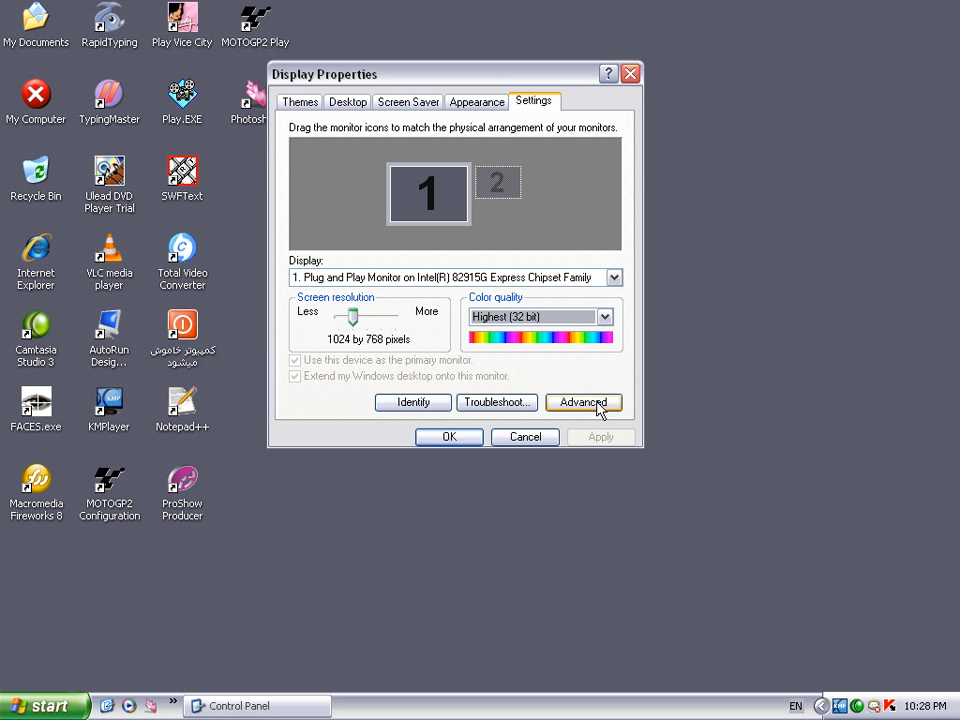 My Documents
RapidTyping
Play Vice City
MOTOGP2 Play
My Computer
TypingMaster
Play.EXE
Photosh
Recycle Bin
Ulead DVD
Player Trial
SWFText
Internet
Explorer
VLC media
player
Total Video
Converter
Camtasia
Studio 3
AutoRun
Desig...
کمپیوتر خاموش
میشود
FACES.exe
KMPlayer
Notepad++
Macromedia
Fireworks 8
MOTOGP2
Configuration
ProShow
Producer
Display Properties
Themes
Desktop
Screen Saver
Appearance
Settings
Drag the monitor icons to match the physical arrangement of your monitors.
1
2
Display:
1. Plug and Play Monitor on Intel(R) 82915G Express Chipset Family
Screen resolution
Less
More
1024 by 768 pixels
Color quality
Highest (32 bit)
Use this device as the primary monitor.
Extend my Windows desktop onto this monitor.
Identify
Troubleshoot...
Advanced
OK
Cancel
Apply
start
Control Panel
EN
10:28 PM